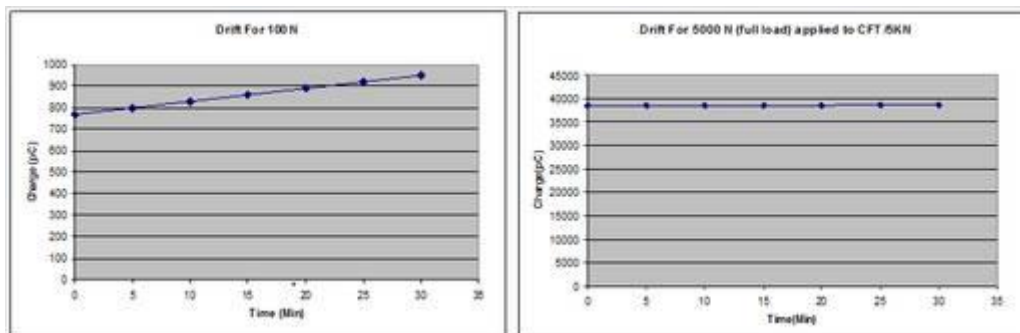 Drift For 100 N
1000
900
800
700
600
500
400
300
200
100
0
Charge (pC)
0 5 10 15 20 25 30 35
Time (Min)
Drift For 5000 N (full load) applied to CFT /5KN
45000
40000
35000
30000
25000
20000
15000
10000
5000
0
Charge(pC)
0 5 10 15 20 25 30 35
Time(Min)